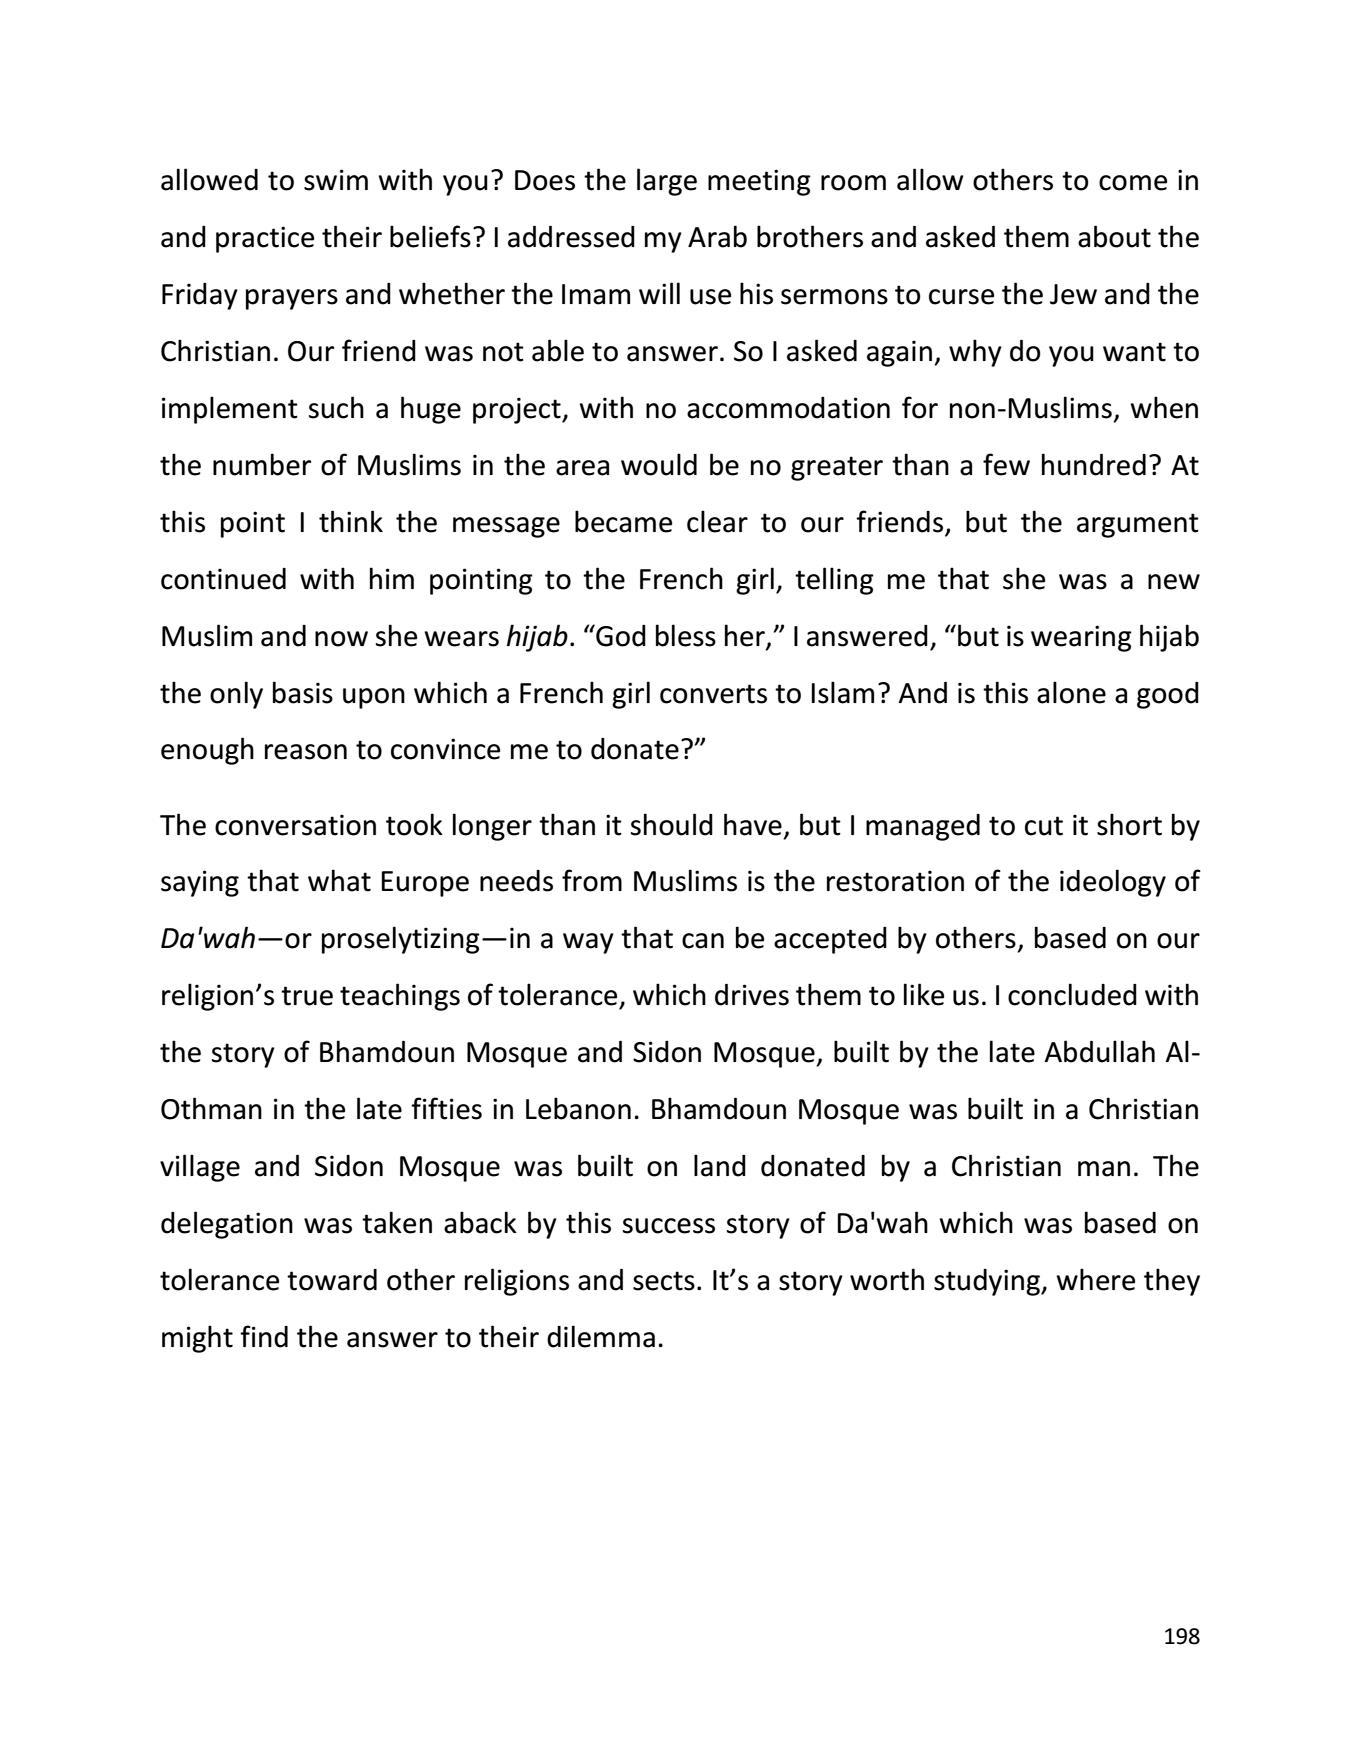 allowed to swim with you? Does the large meeting room allow others to come in
and practice their beliefs? I addressed my Arab brothers and asked them about the
Friday prayers and whether the Imam will use his sermons to curse the Jew and the
Christian. Our friend was not able to answer. So I asked again, why do you want to
implement such a huge project, with no accommodation for non-Muslims, when
the number of Muslims in the area would be no greater than a few hundred? At
this point I think the message became clear to our friends, but the argument
continued with him pointing to the French girl, telling me that she was a new
Muslim and now she wears hijab. “God bless her,” I answered, “but is wearing hijab
the only basis upon which a French girl converts to Islam? And is this alone a good
enough reason to convince me to donate?”
The conversation took longer than it should have, but I managed to cut it short by
saying that what Europe needs from Muslims is the restoration of the ideology of
Da'wah—or proselytizing—in a way that can be accepted by others, based on our
religion’s true teachings of tolerance, which drives them to like us. I concluded with
the story of Bhamdoun Mosque and Sidon Mosque, built by the late Abdullah Al-
Othman in the late fifties in Lebanon. Bhamdoun Mosque was built in a Christian
village and Sidon Mosque was built on land donated by a Christian man. The
delegation was taken aback by this success story of Da'wah which was based on
tolerance toward other religions and sects. It’s a story worth studying, where they
might find the answer to their dilemma.
198